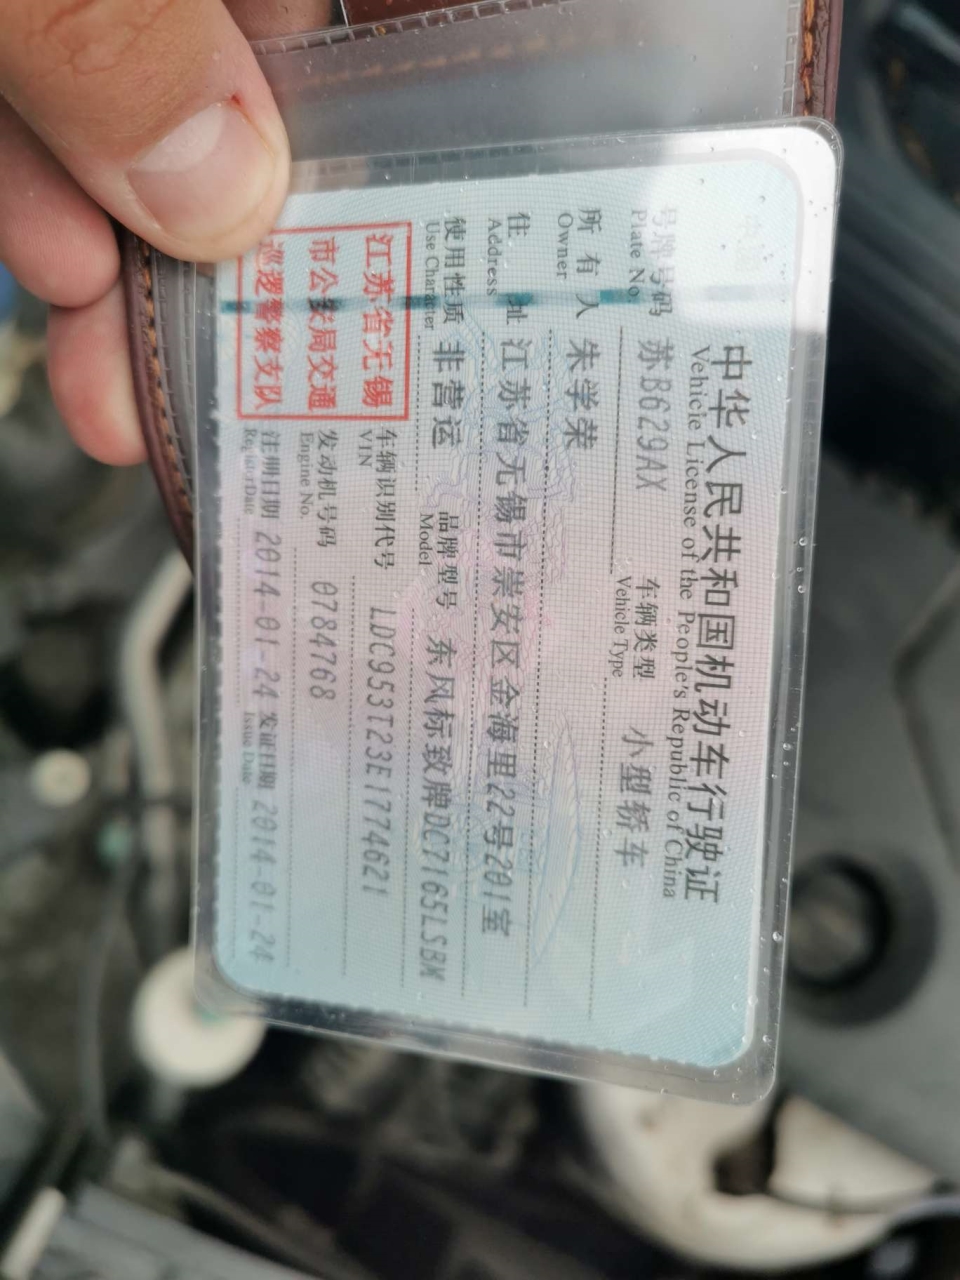 中华人民共和国机动车行驶证
Vehicle License of the People's Republic of China
号牌号码 苏B629AX 车辆类型 小型轿车
Plate No. Vehicle Type
所有人 朱学荣
Owner
住址 江苏省无锡市崇安区金海里22号201室
Address
使用性质 非营运 品牌型号 东风标致牌DC7165LSBM
Use Character Model
江苏省无锡
市公安局交通
巡逻警察支队
车辆识别代号 LDC953T23E1774621
VIN
发动机号码 0784768
Engine No.
注册日期 2014-01-24 发证日期 2014-01-24
Register Date Issue Date